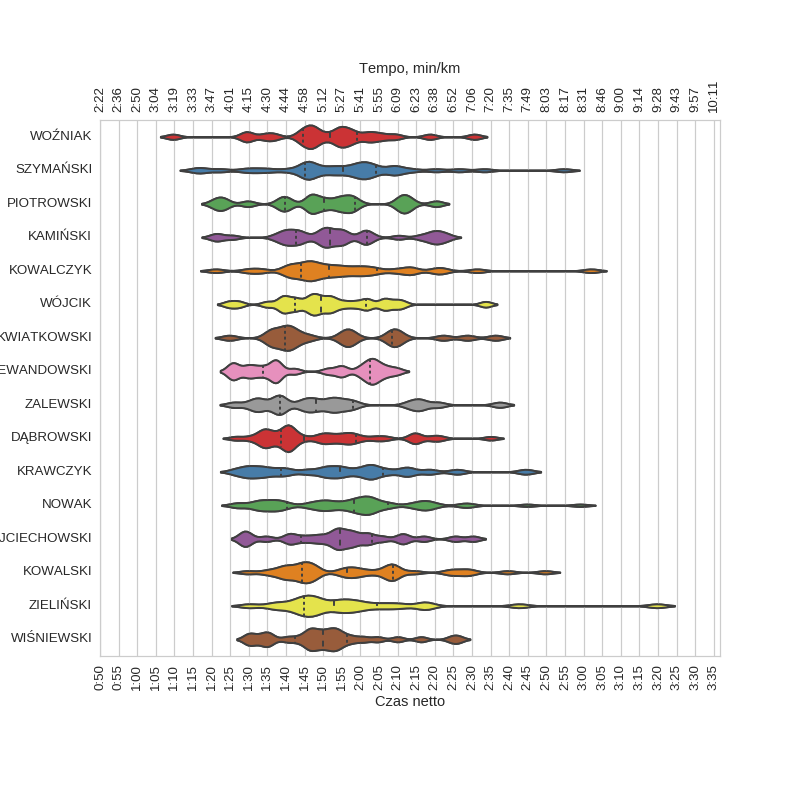 Tempo, min/km
2:22 2:36 2:50 3:04 3:19 3:33 3:47 4:01 4:15 4:30 4:44 4:58 5:12 5:27 5:41 5:55 6:09 6:23 6:38 6:52 7:06 7:20 7:35 7:49 8:03 8:17 8:31 8:46 9:00 9:14 9:28 9:43 9:57 10:11
WOŹNIAK
SZYMAŃSKI
PIOTROWSKI
KAMIŃSKI
KOWALCZYK
WÓJCIK
KWIATKOWSKI
EWANDOWSKI
ZALEWSKI
DĄBROWSKI
KRAWCZYK
NOWAK
JCIECHOWSKI
KOWALSKI
ZIELIŃSKI
WIŚNIEWSKI
0:50 0:55 1:00 1:05 1:10 1:15 1:20 1:25 1:30 1:35 1:40 1:45 1:50 1:55 2:00 2:05 2:10 2:15 2:20 2:25 2:30 2:35 2:40 2:45 2:50 2:55 3:00 3:05 3:10 3:15 3:20 3:25 3:30 3:35
Czas netto